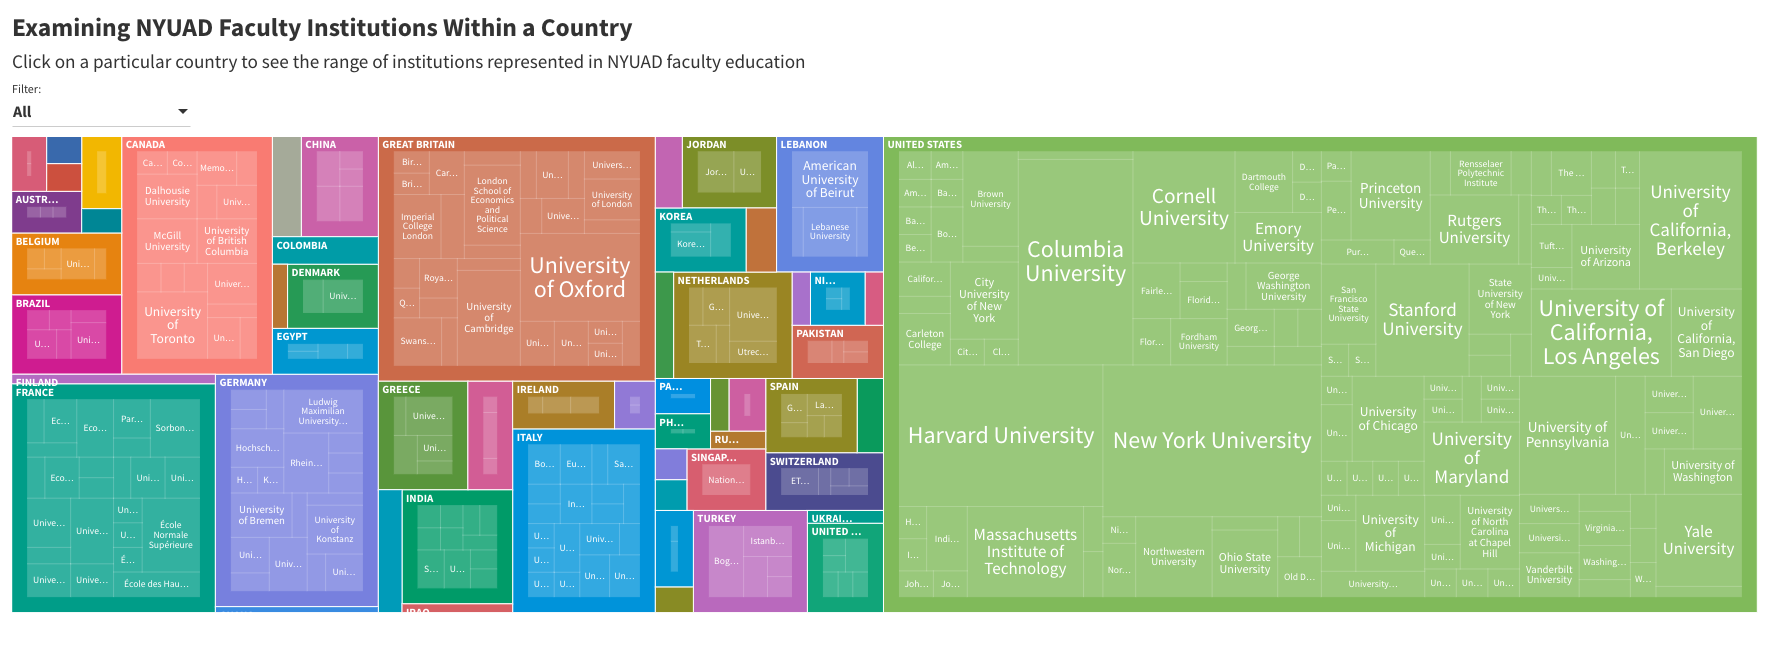 Examining NYUAD Faculty Institutions Within a Country
Click on a particular country to see the range of institutions represented in NYUAD faculty education
Filter:
All
AUSTR...
BELGIUM
Uni...
BRAZIL
U...
Uni...
CANADA
Ca...
Co...
Memo...
Dalhousie
University
Univ...
McGill
University
University
of British
Columbia
Univer...
University
of
Toronto
Un...
CHINA
COLOMBIA
DENMARK
Univ...
EGYPT
FINLAND
FRANCE
Ec...
Eco...
Par...
Sorbon...
Eco...
Uni...
Uni...
Unive...
Unive...
Un...
U...
É...
École
Normale
Supérieure
Unive...
Unive...
École des Hau...
GERMANY
Ludwig
Maximilian
University...
Hochsch...
Rhein...
H...
K...
University
of Bremen
University
of
Konstanz
Uni...
Univ...
Uni...
GREAT BRITAIN
Bir...
Bri...
Car...
London
School of
Economics
and
Political
Science
Un...
Univers...
University
of London
Unive...
Imperial
College
London
Roya...
Q...
Swans...
University
of
Cambridge
University
of Oxford
Uni...
Un...
Uni...
Uni...
GREECE
Unive...
Uni...
INDIA
S...
U...
IRAQ
IRELAND
ITALY
Bo...
Eu...
Sa...
In...
U...
U...
U...
U...
U...
Univ...
Un...
Un...
JORDAN
Jor...
U...
KOREA
Kore...
LEBANON
American
University
of Beirut
Lebanese
University
NETHERLANDS
G...
Unive...
T...
Utrec...
NI...
PAKISTAN
PA...
PH...
RU...
SINGAP...
Nation...
SPAIN
G...
La...
SWITZERLAND
ET...
TURKEY
Bog...
Istanb...
UKRAI...
UNITED ...
UNITED STATES
Al...
Am...
Am...
Ba...
Ba...
Bo...
Be...
Brown
University
Califor...
Carleton
College
City
University
of New
York
Cit...
Cl...
Columbia
University
Cornell
University
Dartmouth
College
D...
D...
Emory
University
Fairle...
Florid...
George
Washington
University
Flor...
Fordham
University
Georg...
Harvard University
New York University
H...
I...
Indi...
Joh...
Jo...
Massachusetts
Institute of
Technology
Ni...
Nor...
Northwestern
University
Ohio State
University
Old D...
Pa...
Pe...
Princeton
University
Pur...
Que...
Rensselaer
Polytechnic
Institute
Rutgers
University
San
Francisco
State
University
S...
S...
Stanford
University
State
University
of New
York
The ...
T...
Th...
Th...
Tuft...
Univ...
University
of Arizona
University
of
California,
Berkeley
University of
California,
Los Angeles
University
of
California,
San Diego
Un...
Un...
University
of Chicago
U...
U...
U...
U...
Univ...
Uni...
Univ...
Univ...
University
of
Maryland
Uni...
Uni...
University
of
Michigan
University...
Uni...
Uni...
University
of North
Carolina
at Chapel
Hill
Un...
Un...
Un...
University of
Pennsylvania
Un...
Univer...
Univer...
Univer...
University of
Washington
Univers...
Universi...
Vanderbilt
University
Virginia...
Washing...
W...
Yale
University